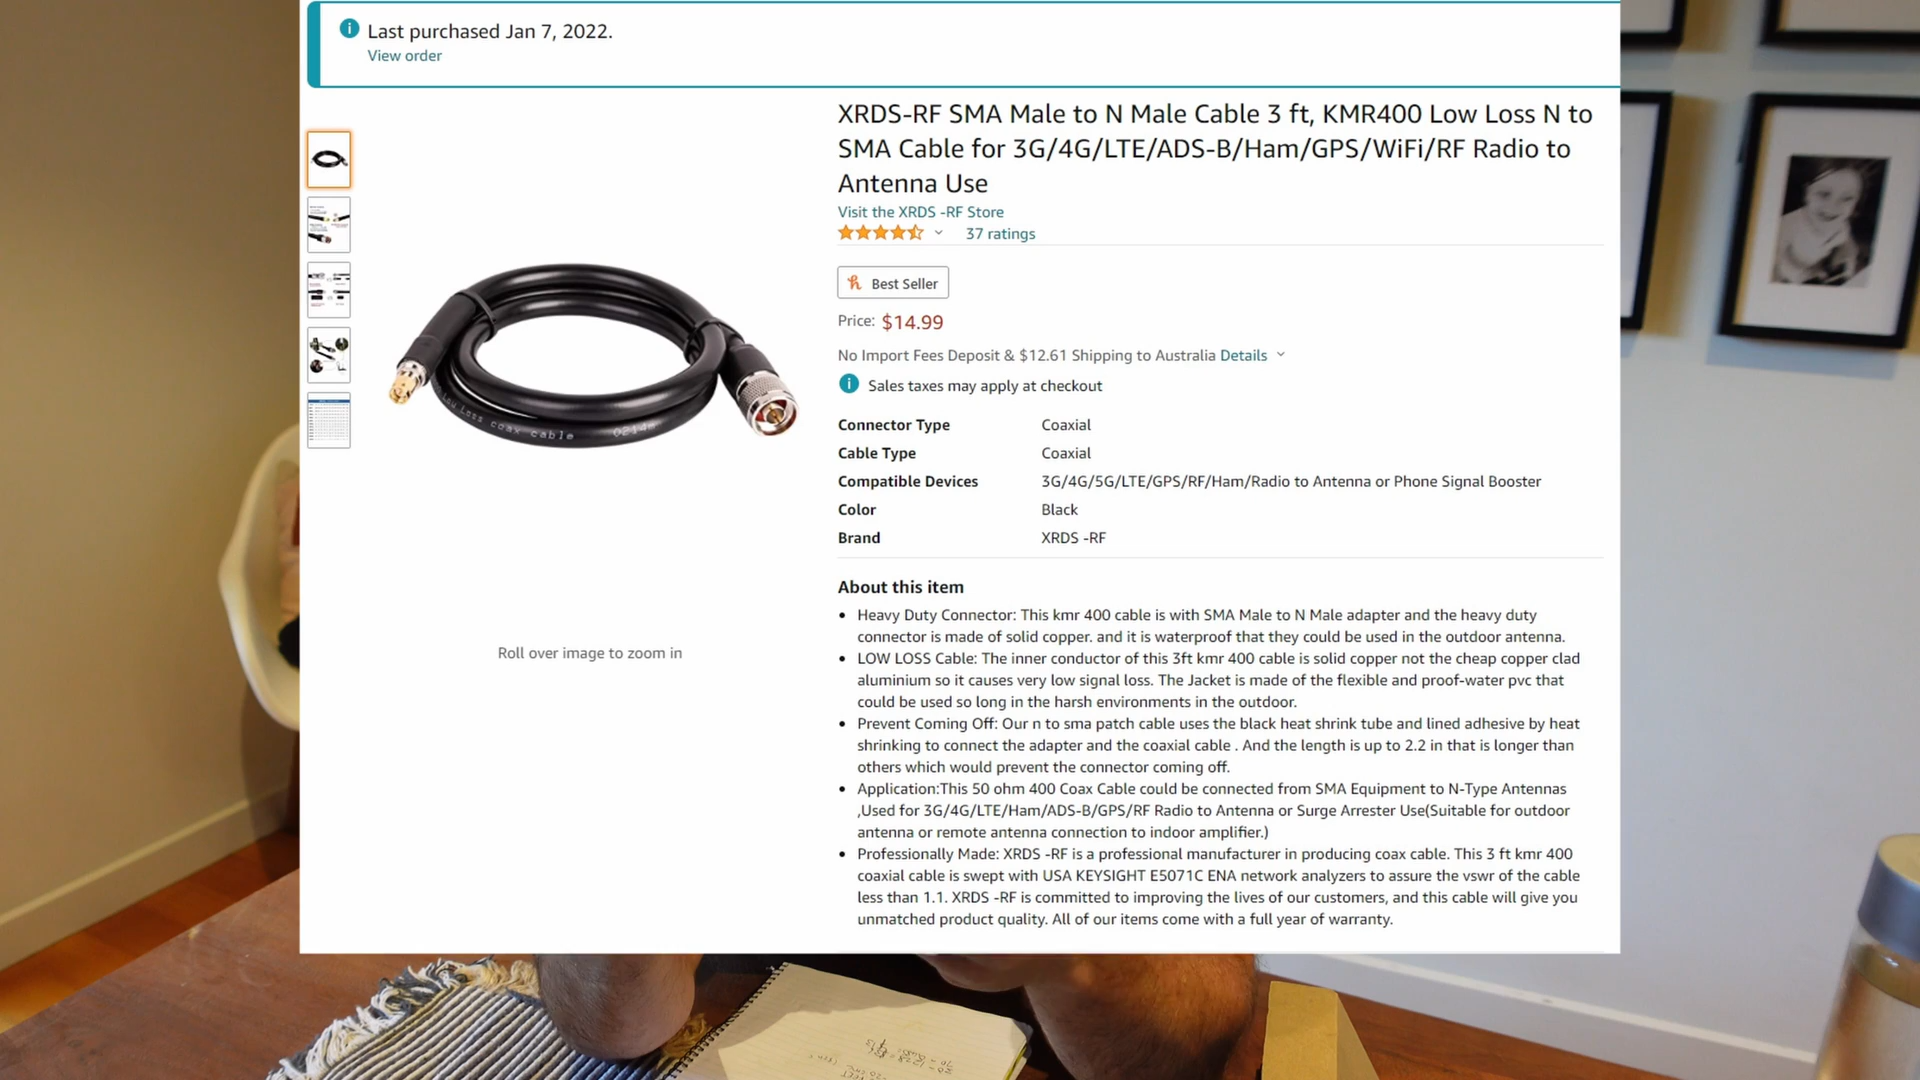 Last purchased Jan 7, 2022.
View order
XRDS-RF SMA Male to N Male Cable 3 ft, KMR400 Low Loss N to
SMA Cable for 3G/4G/LTE/ADS-B/Ham/GPS/WiFi/RF Radio to
Antenna Use
Visit the XRDS -RF Store
37 ratings
Best Seller
Price: $14.99
No Import Fees Deposit & $12.61 Shipping to Australia Details
Sales taxes may apply at checkout
Connector Type Coaxial
Cable Type Coaxial
Compatible Devices 3G/4G/5G/LTE/GPS/RF/Ham/Radio to Antenna or Phone Signal Booster
Color Black
Brand XRDS -RF
Low Loss coax cable 0214m
Roll over image to zoom in
About this item
• Heavy Duty Connector: This kmr 400 cable is with SMA Male to N Male adapter and the heavy duty
connector is made of solid copper. and it is waterproof that they could be used in the outdoor antenna.
• LOW LOSS Cable: The inner conductor of this 3ft kmr 400 cable is solid copper not the cheap copper clad
aluminium so it causes very low signal loss. The Jacket is made of the flexible and proof-water pvc that
could be used so long in the harsh environments in the outdoor.
• Prevent Coming Off: Our n to sma patch cable uses the black heat shrink tube and lined adhesive by heat
shrinking to connect the adapter and the coaxial cable . And the length is up to 2.2 in that is longer than
others which would prevent the connector coming off.
• Application:This 50 ohm 400 Coax Cable could be connected from SMA Equipment to N-Type Antennas
,Used for 3G/4G/LTE/Ham/ADS-B/GPS/RF Radio to Antenna or Surge Arrester Use(Suitable for outdoor
antenna or remote antenna connection to indoor amplifier.)
• Professionally Made: XRDS -RF is a professional manufacturer in producing coax cable. This 3 ft kmr 400
coaxial cable is swept with USA KEYSIGHT E5071C ENA network analyzers to assure the vswr of the cable
less than 1.1. XRDS -RF is committed to improving the lives of our customers, and this cable will give you
unmatched product quality. All of our items come with a full year of warranty.